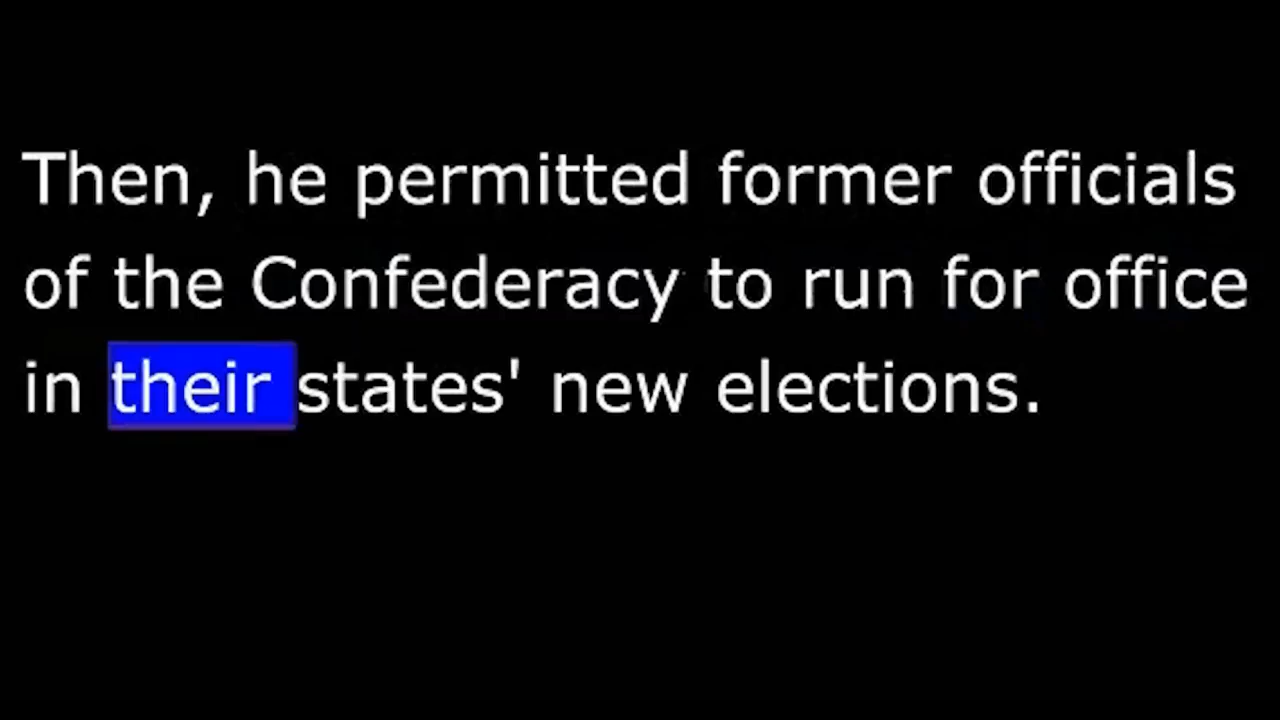 Then, he permitted former officials
of the Confederacy to run for office
in their states' new elections.